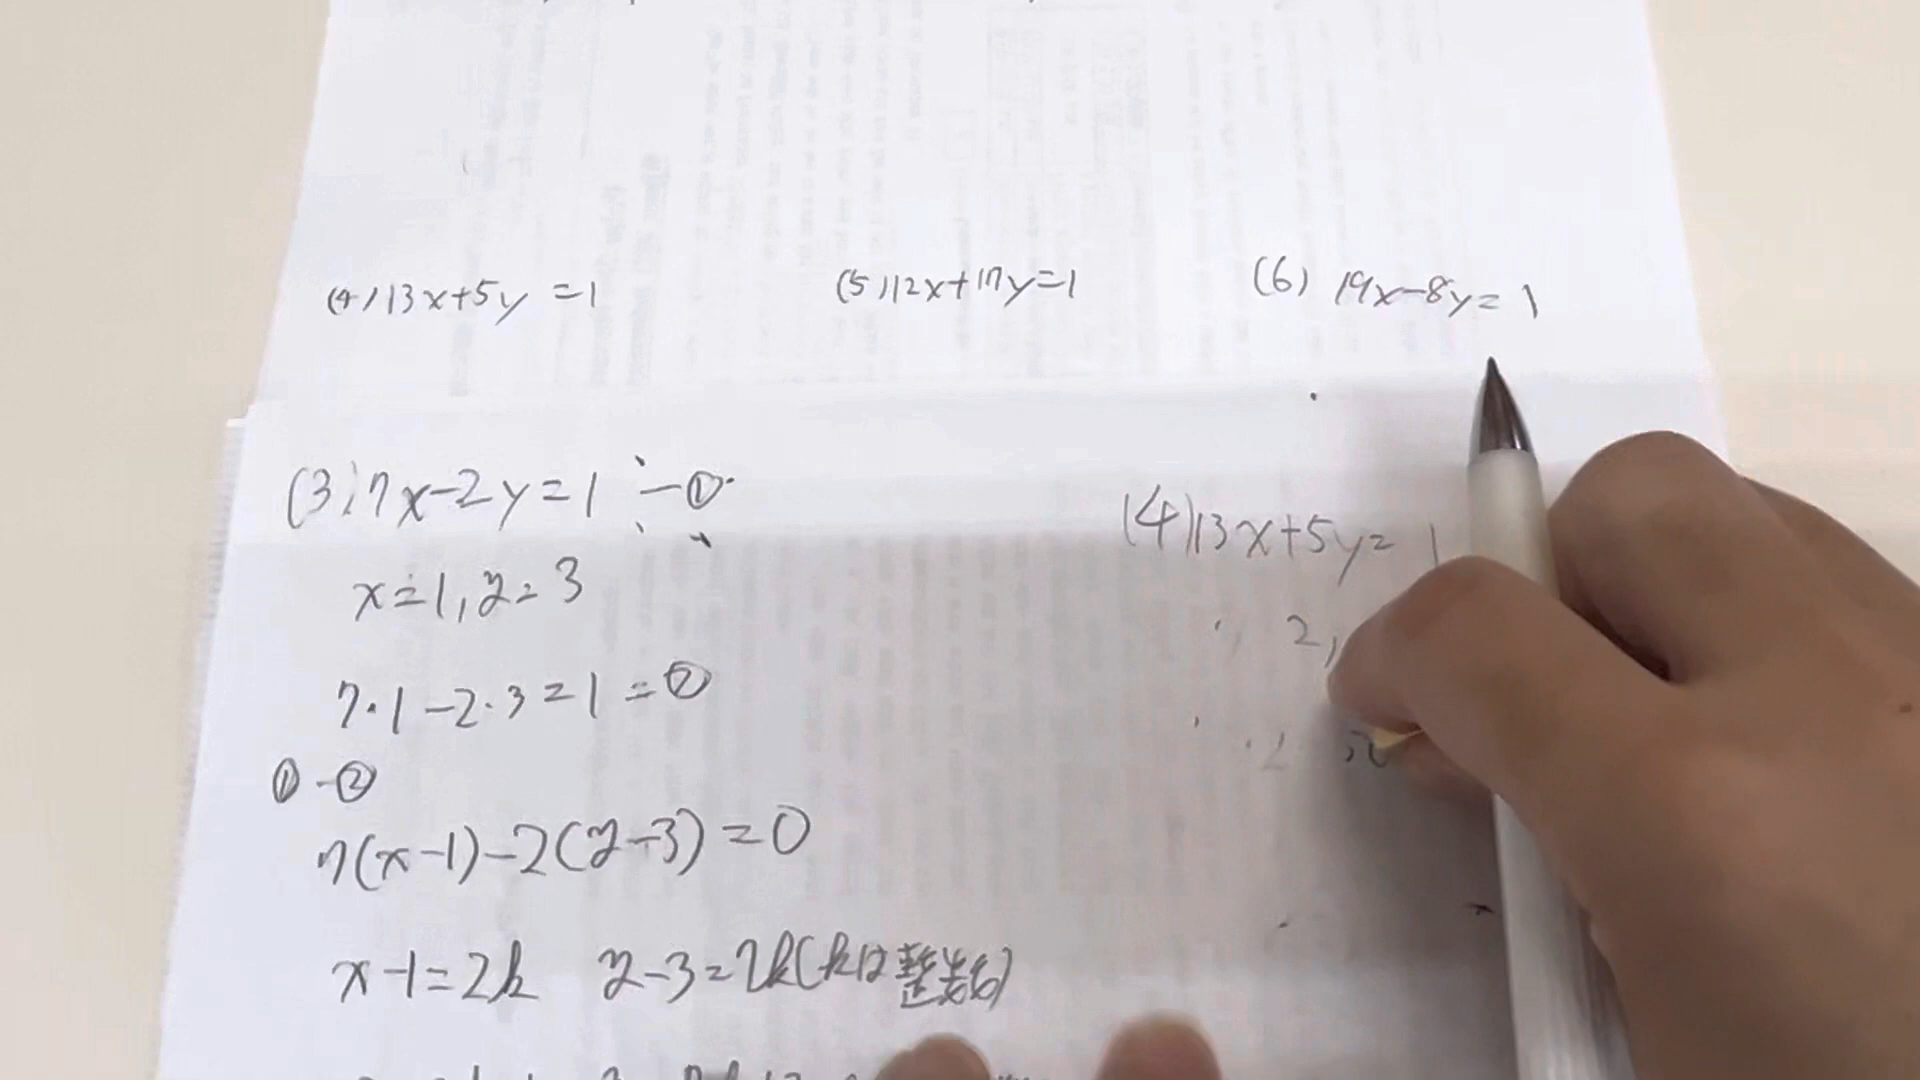 (4) 13x+5y=1
(5) 12x+17y=1
(6) 19x-8y=1
(3) 7x-2y=1 -①
x=1, y=3
7·1-2·3=1 -②
①-②
7(x-1)-2(y-3)=0
x-1=2k y-3=7k(kは整数)
(4) 13x+5y=1
2,